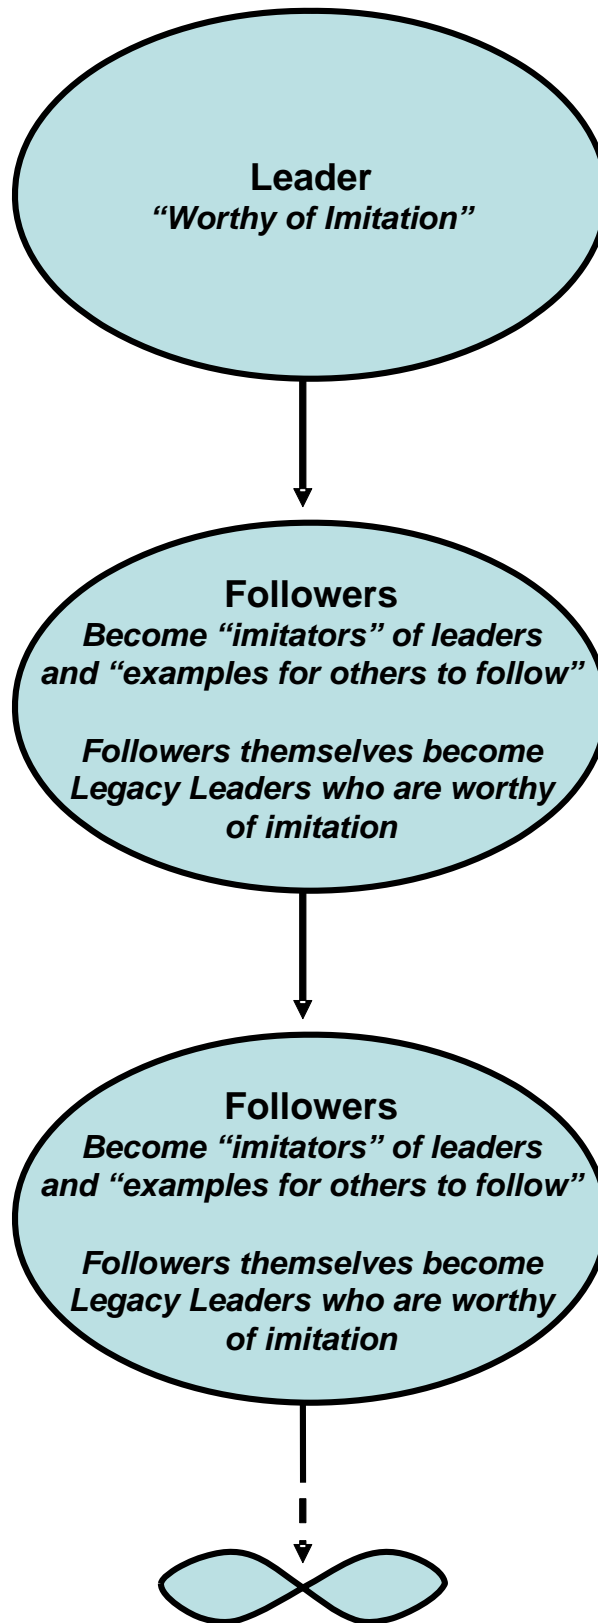 Leader
“Worthy of Imitation”
Followers
Become “imitators” of leaders
and “examples for others to follow”
Followers themselves become
Legacy Leaders who are worthy
of imitation
Followers
Become “imitators” of leaders
and “examples for others to follow”
Followers themselves become
Legacy Leaders who are worthy
of imitation